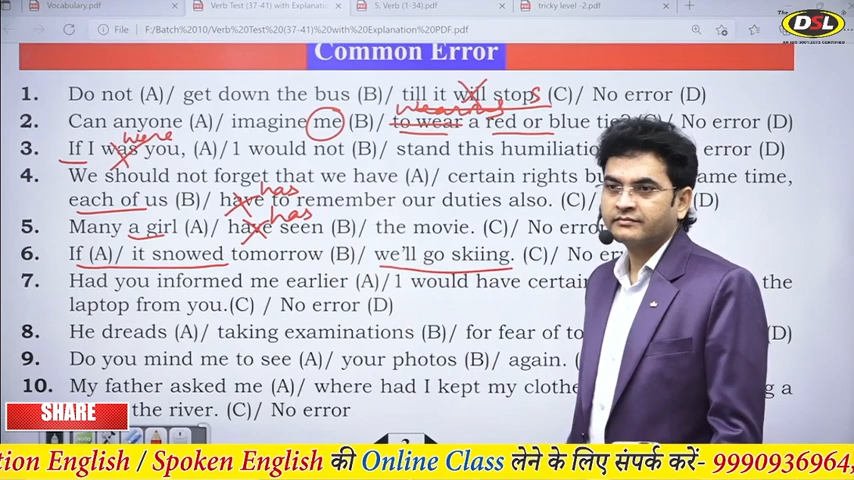 Vocabulary.pdf
Verb Test (37-41) with Explanation
S. Verb (1-34).pdf
tricky level -2.pdf
File F:/Batch%2010/Verb%20Test%20(37-41)%20with%20Explanation%20PDF.pdf
The DSL
Common Error
1. Do not (A)/ get down the bus (B)/ till it will stop s (C)/ No error (D)
wearing
2. Can anyone (A)/ imagine me (B)/ to wear a red or blue tie? (C)/ No error (D)
were
3. If I was you, (A)/1 would not (B)/ stand this humiliation error (D)
4. We should not forget that we have (A)/ certain rights bu ame time,
has
each of us (B)/ have to remember our duties also. (C)/ (D)
has
5. Many a girl (A)/ have seen (B)/ the movie. (C)/ No erro
6. If (A)/ it snowed tomorrow (B)/ we'll go skiing. (C)/ No er
7. Had you informed me earlier (A)/1 would have certain the
laptop from you.(C) / No error (D)
8. He dreads (A)/ taking examinations (B)/ for fear of to D)
9. Do you mind me to see (A)/ your photos (B)/ again. (
10. My father asked me (A)/ where had I kept my clothe g a
the river. (C)/ No error
SHARE
2
tion English / Spoken English की Online Class लेने के लिए संपर्क करें- 9990936964,